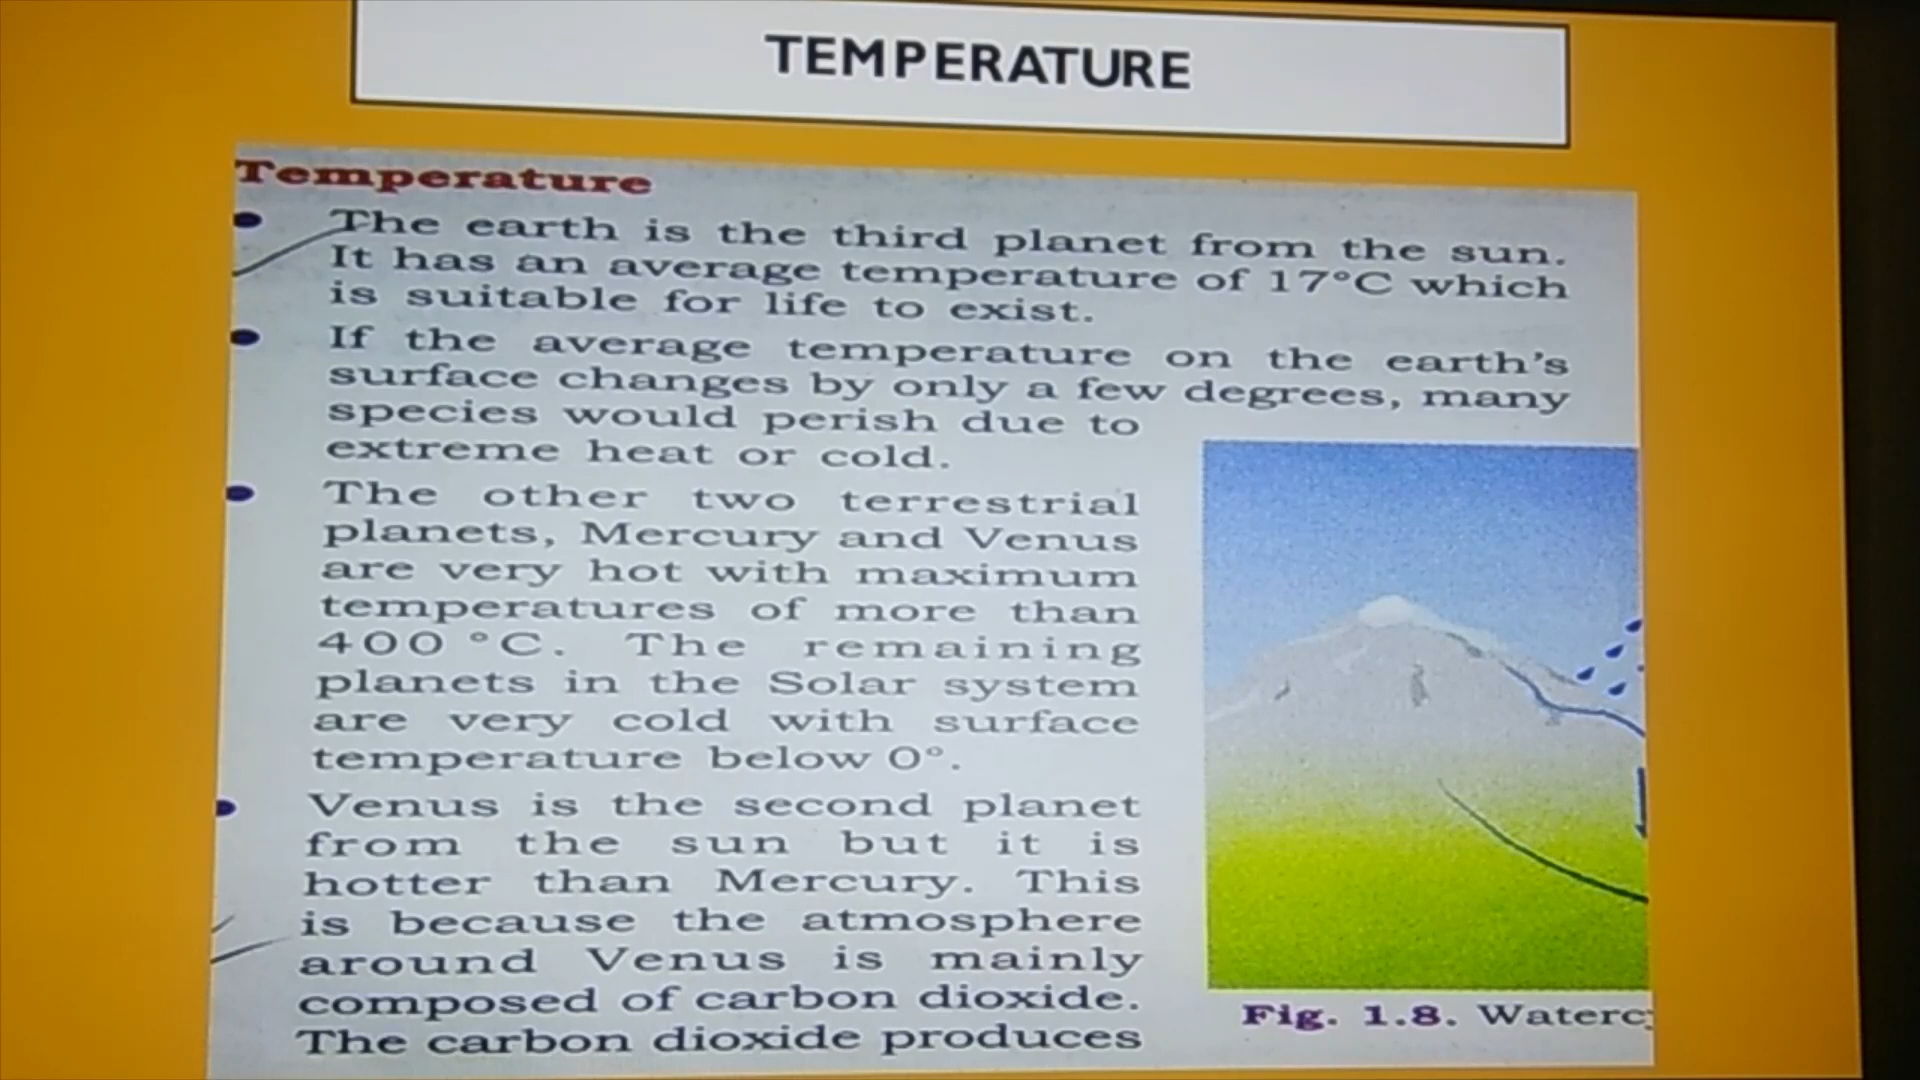 TEMPERATURE
Temperature
• The earth is the third planet from the sun.
It has an average temperature of 17°C which
is suitable for life to exist.
• If the average temperature on the earth's
surface changes by only a few degrees, many
species would perish due to
extreme heat or cold.
• The other two terrestrial
planets, Mercury and Venus
are very hot with maximum
temperatures of more than
400 °C. The remaining
planets in the Solar system
are very cold with surface
temperature below 0°.
• Venus is the second planet
from the sun but it is
hotter than Mercury. This
is because the atmosphere
around Venus is mainly
composed of carbon dioxide.
The carbon dioxide produces
Fig. 1.8.